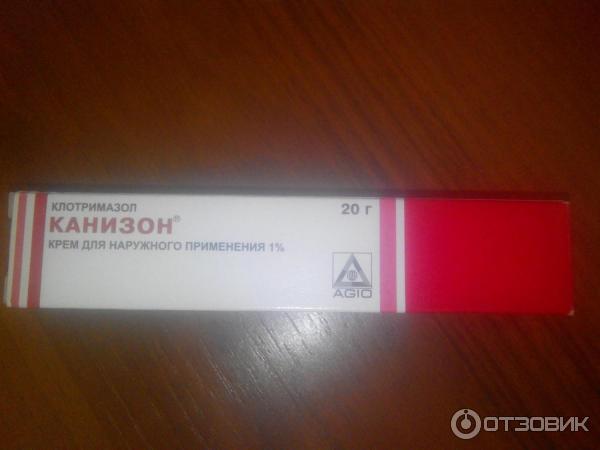 КЛОТРИМАЗОЛ
КАНИЗОН®
КРЕМ ДЛЯ НАРУЖНОГО ПРИМЕНЕНИЯ 1%
20 г
AGIO
ОТЗОВИК